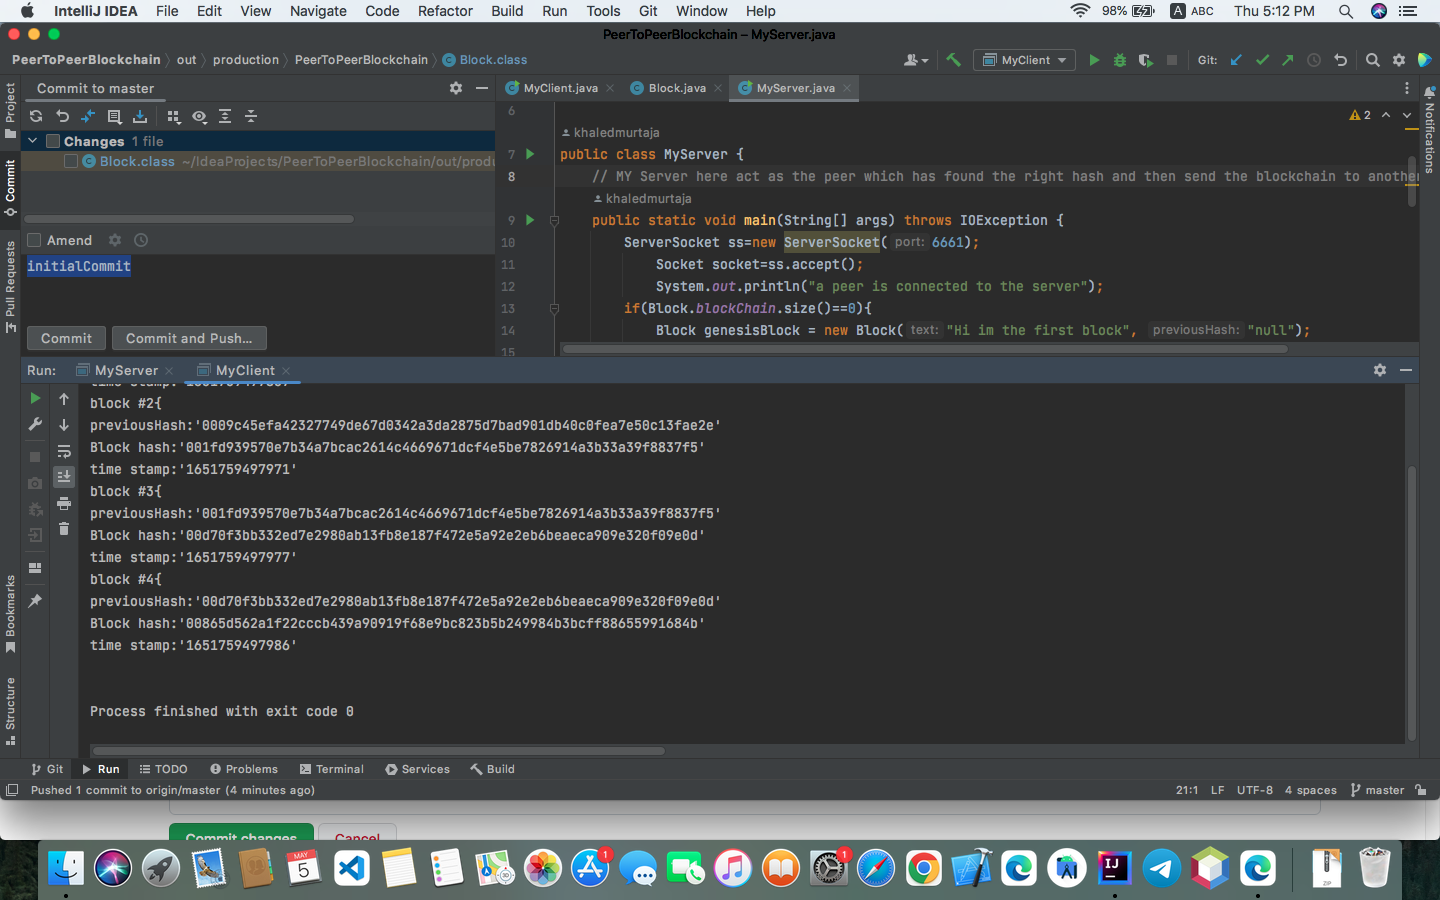 IntelliJ IDEA File Edit View Navigate Code Refactor Build Run Tools Git Window Help 98% A ABC Thu 5:12 PM
PeerToPeerBlockchain – MyServer.java
PeerToPeerBlockchain out production PeerToPeerBlockchain Block.class MyClient Git:
Project
Commit
Pull Requests
Bookmarks
Structure
Notifications
Commit to master
Changes 1 file
Block.class ~/IdeaProjects/PeerToPeerBlockchain/out/produ
Amend
initialCommit
Commit Commit and Push...
MyClient.java Block.java MyServer.java
2
6
khaledmurtaja
7 public class MyServer {
8 // MY Server here act as the peer which has found the right hash and then send the blockchain to anothe
khaledmurtaja
9 public static void main(String[] args) throws IOException {
10 ServerSocket ss=new ServerSocket( port: 6661);
11 Socket socket=ss.accept();
12 System.out.println("a peer is connected to the server");
13 if(Block.blockChain.size()==0){
14 Block genesisBlock = new Block( text: "Hi im the first block", previousHash: "null");
15
Run: MyServer MyClient
block #2{
previousHash:'0009c45efa42327749de67d0342a3da2875d7bad901db40c0fea7e50c13fae2e'
Block hash:'001fd939570e7b34a7bcac2614c4669671dcf4e5be7826914a3b33a39f8837f5'
time stamp:'1651759497971'
block #3{
previousHash:'001fd939570e7b34a7bcac2614c4669671dcf4e5be7826914a3b33a39f8837f5'
Block hash:'00d70f3bb332ed7e2980ab13fb8e187f472e5a92e2eb6beaeca909e320f09e0d'
time stamp:'1651759497977'
block #4{
previousHash:'00d70f3bb332ed7e2980ab13fb8e187f472e5a92e2eb6beaeca909e320f09e0d'
Block hash:'00865d562a1f22cccb439a90919f68e9bc823b5b249984b3bcff88655991684b'
time stamp:'1651759497986'
Process finished with exit code 0
Git Run TODO Problems Terminal Services Build
Pushed 1 commit to origin/master (4 minutes ago) 21:1 LF UTF-8 4 spaces master
Commit changes Cancel
MAY
5
1
1
IJ
ZIP